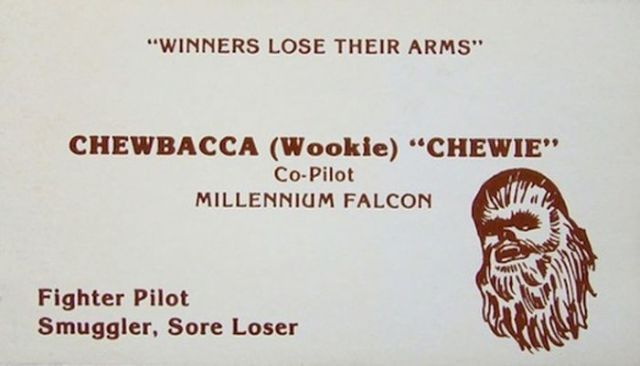 “WINNERS LOSE THEIR ARMS”
CHEWBACCA (Wookie) “CHEWIE”
Co-Pilot
MILLENNIUM FALCON
Fighter Pilot
Smuggler, Sore Loser